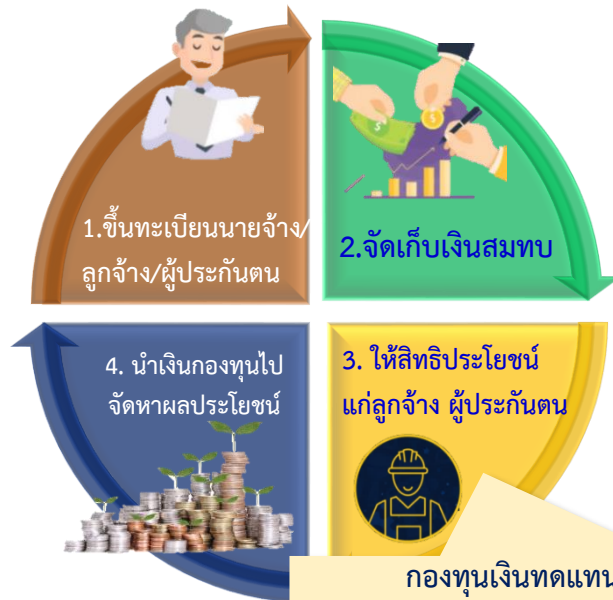 1.ขึ้นทะเบียนนายจ้าง/
ลูกจ้าง/ผู้ประกันตน
2.จัดเก็บเงินสมทบ
3. ให้สิทธิประโยชน์
แก่ลูกจ้าง ผู้ประกันตน
4. นำเงินกองทุนไป
จัดหาผลประโยชน์
กองทุนเงินทดแทน